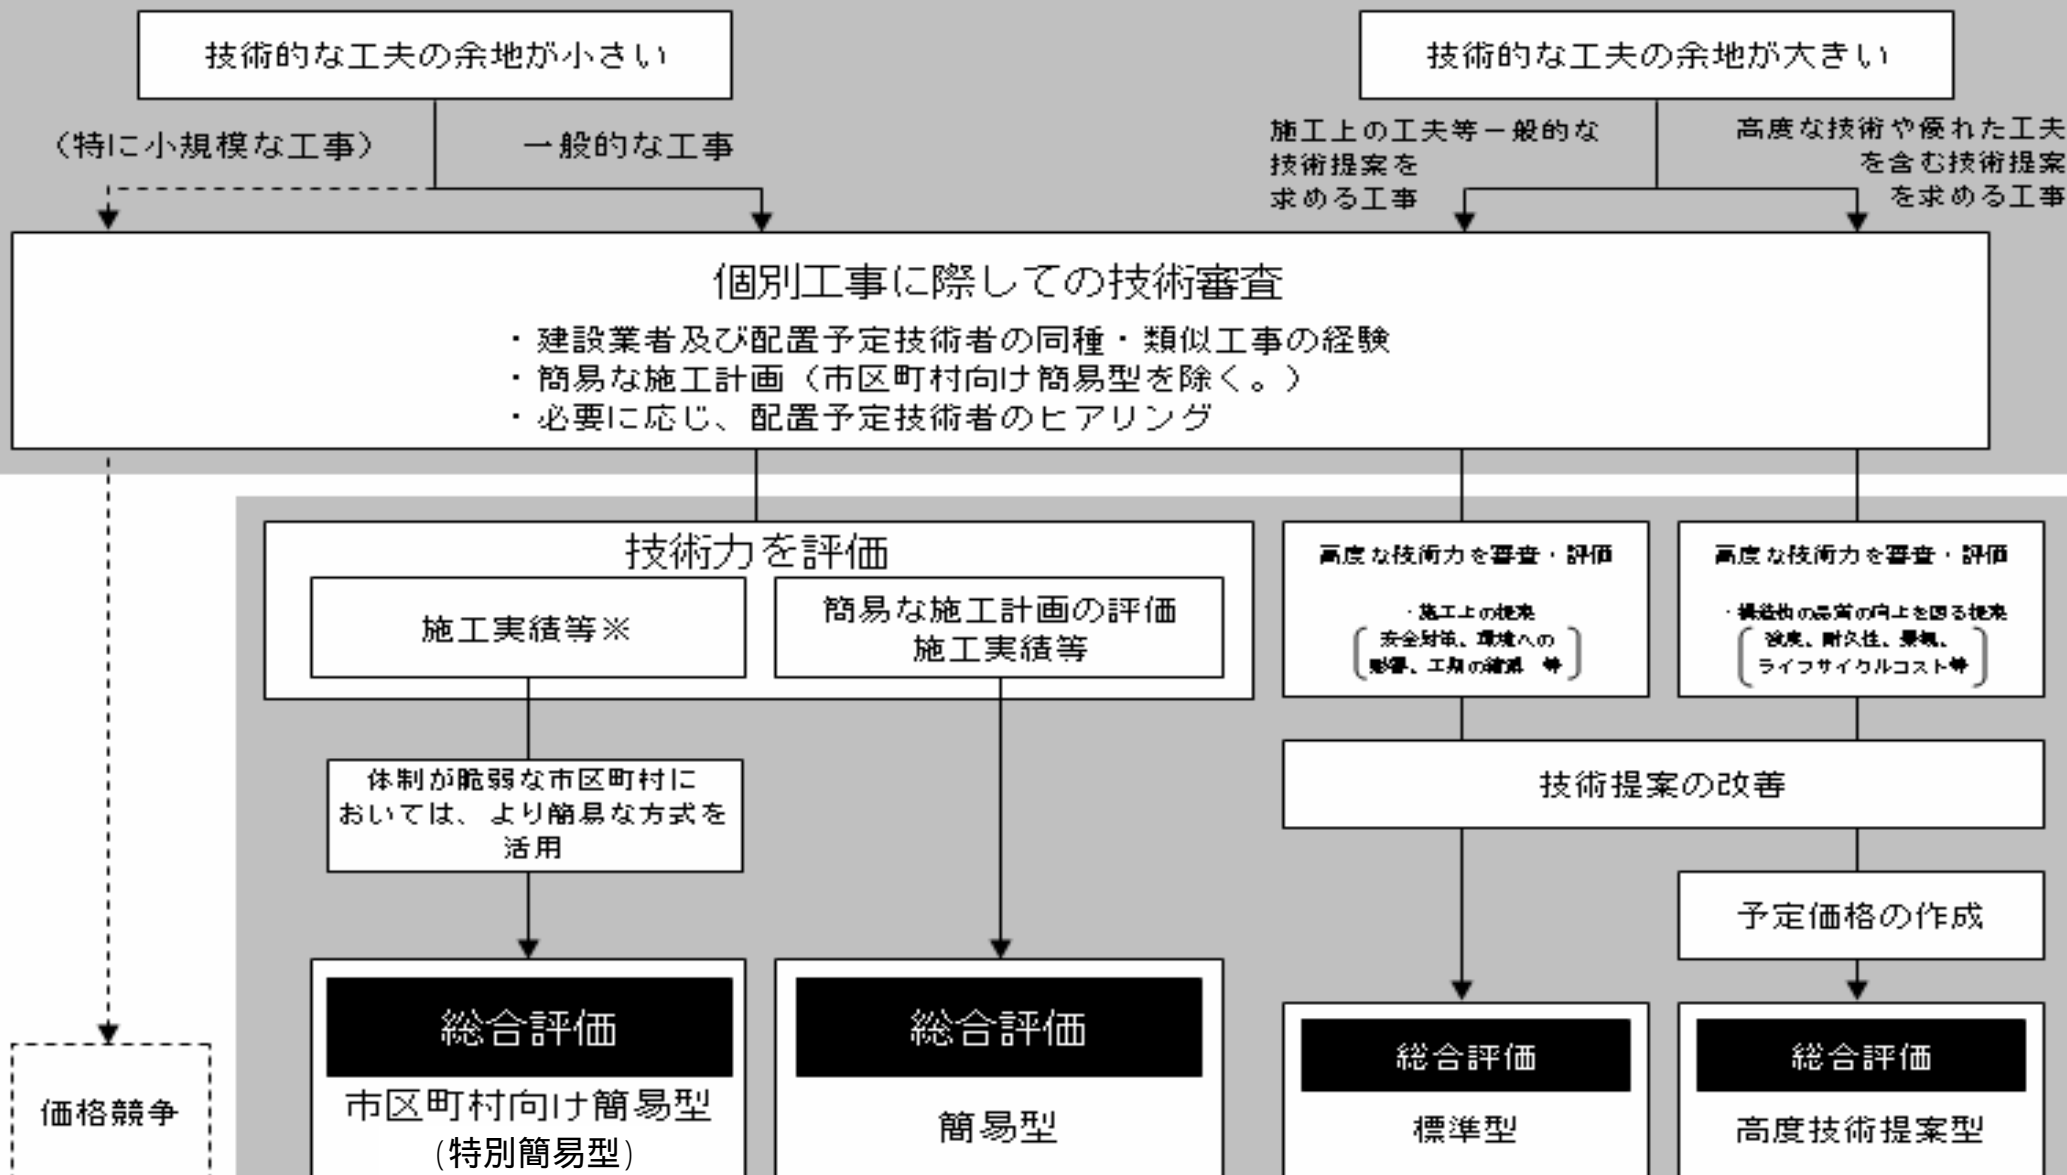 技術的な工夫の余地が小さい
技術的な工夫の余地が大きい
（特に小規模な工事）
一般的な工事
施工上の工夫等一般的な
技術提案を
求める工事
高度な技術や優れた工夫
を含む技術提案
を求める工事
個別工事に際しての技術審査
・建設業者及び配置予定技術者の同種・類似工事の経験
・簡易な施工計画（市区町村向け簡易型を除く。）
・必要に応じ、配置予定技術者のヒアリング
技術力を評価
施工実績等※
簡易な施工計画の評価
施工実績等
高度な技術力を審査・評価
・施工上の提案
安全対策、環境への
影響、工期の縮減 等
高度な技術力を審査・評価
・構造物の品質の向上を図る提案
強度、耐久性、景観、
ライフサイクルコスト等
体制が脆弱な市区町村に
おいては、より簡易な方式を
活用
技術提案の改善
予定価格の作成
価格競争
総合評価
市区町村向け簡易型
(特別簡易型)
総合評価
簡易型
総合評価
標準型
総合評価
高度技術提案型